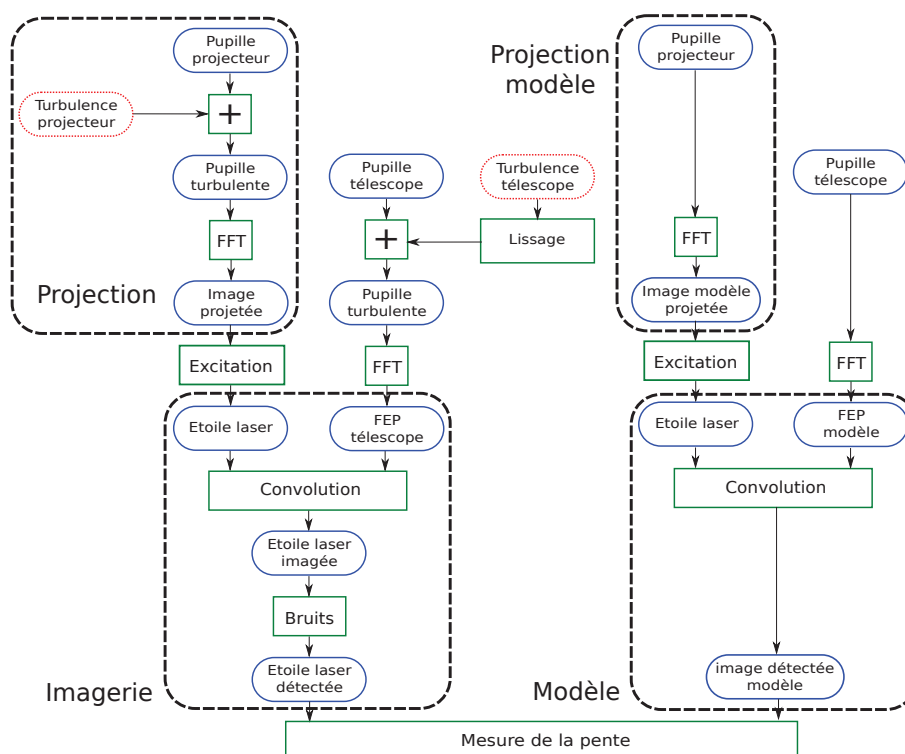 Pupille
projecteur
Turbulence
projecteur
+
Pupille
turbulente
FFT
Projection
Image
projetée
Excitation
Pupille
télescope
Turbulence
télescope
+
Lissage
Pupille
turbulente
FFT
Projection
modèle
Pupille
projecteur
FFT
Image modèle
projetée
Excitation
Pupille
télescope
FFT
Etoile laser
FEP
télescope
Convolution
Etoile laser
imagée
Bruits
Etoile laser
détectée
Imagerie
Etoile laser
FEP
modèle
Convolution
image détectée
modèle
Modèle
Mesure de la pente